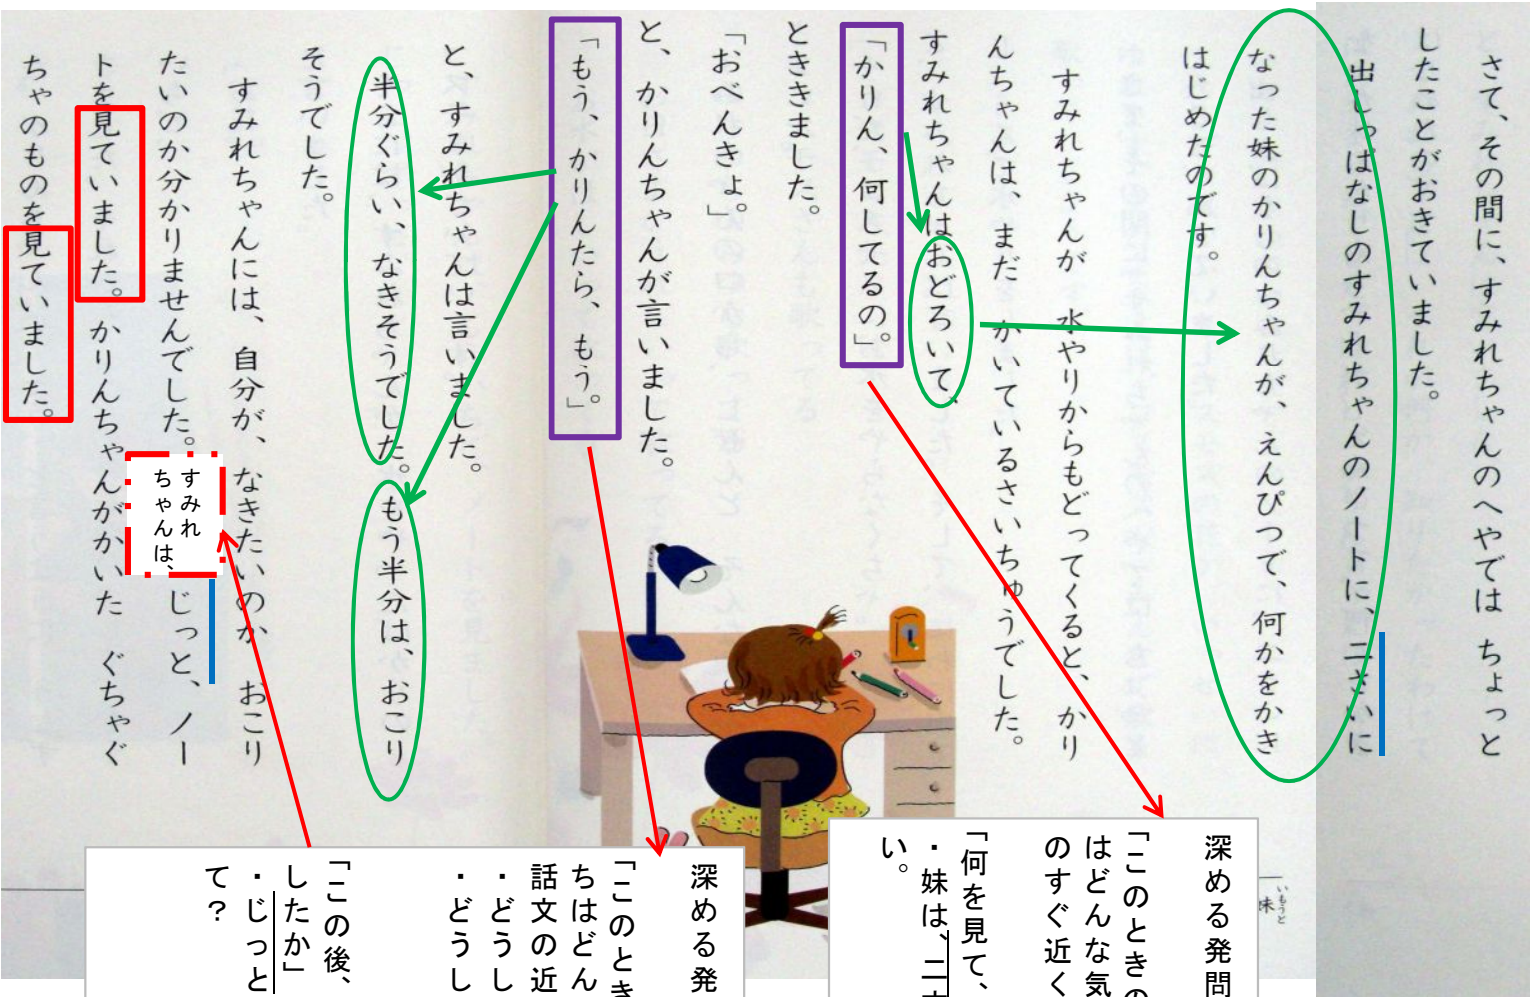 さて、その間に、すみれちゃんのへやでは ちょっと
したことがおきていました。
出しっぱなしのすみれちゃんのノートに、二さいに
なった妹のかりんちゃんが、えんぴつで、何かをかき
はじめたのです。
すみれちゃんが 水やりからもどってくると、かり
んちゃんは、まだ かいているさいちゅうでした。
すみれちゃんはおどろいて、
「かりん、何してるの。」
とききました。
「おべんきょ。」
と、かりんちゃんが言いました。
「もう、かりんたら、もう。」
と、すみれちゃんは言いました。
半分ぐらい、なきそうでした。もう半分は、おこり
そうでした。
すみれちゃんには、自分が、なきたいのか おこり
たいのか分かりませんでした。
すみれ
ちゃんは、
じっと、ノー
トを見ていました。かりんちゃんがかいた ぐちゃぐ
ちゃのものを見ていました。
妹
いもうと
深める発問
「このときの
はどんな気
のすぐ近く
「何を見て、
・妹は、二
い。
深める発
「このとき
ちはどん
話文の近
・どうし
・どうし
「この後、
したか」
・じっと
て？